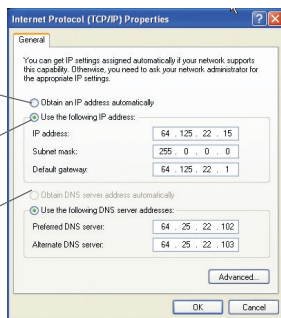 Internet Protocol (TCP/IP) Properties
General
You can get IP settings assigned automatically if your network supports
this capability. Otherwise, you need to ask your network administrator for
the appropriate IP settings.
Obtain an IP address automatically
Use the following IP address:
IP address: 64 . 125 . 22 . 15
Subnet mask: 255 . 0 . 0 . 0
Default gateway: 64 . 125 . 22 . 1
Obtain DNS server address automatically
Use the following DNS server addresses:
Preferred DNS server: 64 . 25 . 22 . 102
Alternate DNS server: 64 . 25 . 22 . 103
Advanced...
OK Cancel